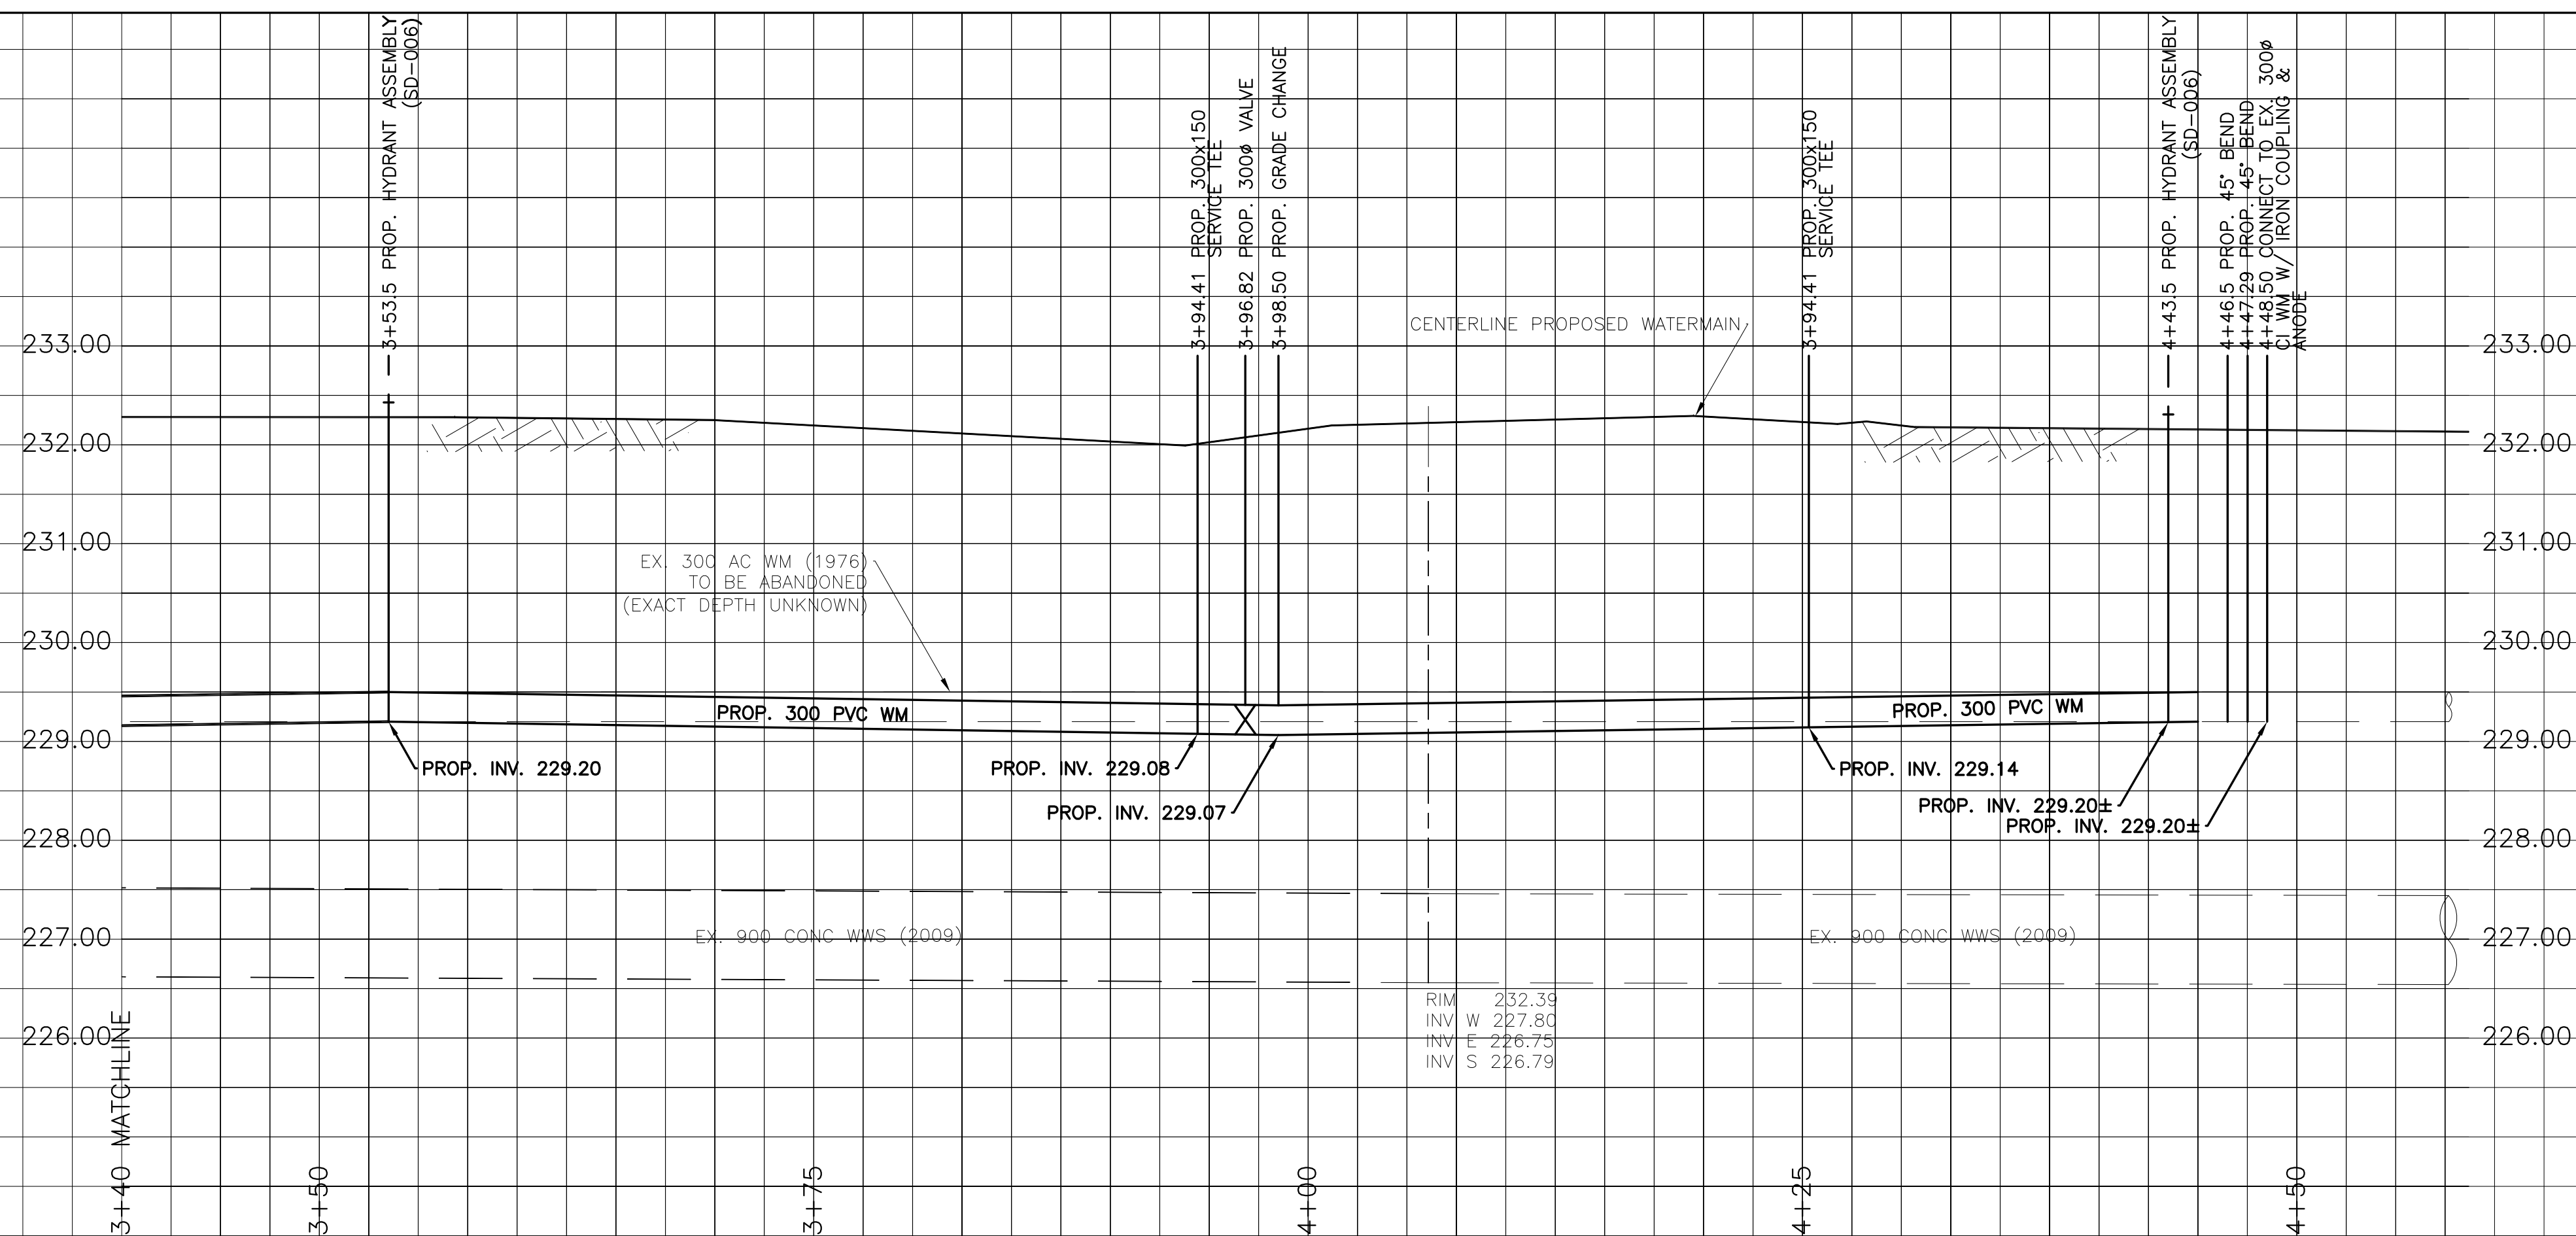 3+53.5 PROP. HYDRANT ASSEMBLY
(SD-006)
3+94.41 PROP. 300x150
SERVICE TEE
3+96.82 PROP. 300ø VALVE
3+98.50 PROP. GRADE CHANGE
3+94.41 PROP. 300x150
SERVICE TEE
4+43.5 PROP. HYDRANT ASSEMBLY
(SD-006)
4+46.5 PROP. 45° BEND
4+47.29 PROP. 45° BEND
4+48.50 CONNECT TO EX. 300ø
CI WM W/ IRON COUPLING &
ANODE
CENTERLINE PROPOSED WATERMAIN
233.00
233.00
232.00
232.00
231.00
231.00
EX. 300 AC WM (1976)
TO BE ABANDONED
(EXACT DEPTH UNKNOWN)
230.00
230.00
PROP. 300 PVC WM
PROP. 300 PVC WM
229.00
229.00
PROP. INV. 229.20
PROP. INV. 229.08
PROP. INV. 229.14
PROP. INV. 229.07
PROP. INV. 229.20±
PROP. INV. 229.20±
228.00
228.00
227.00
EX. 900 CONC WWS (2009)
EX. 900 CONC WWS (2009)
227.00
RIM 232.39
INV W 227.80
INV E 226.75
INV S 226.79
226.00
226.00
3+40 MATCHLINE
3+50
3+75
4+00
4+25
4+50